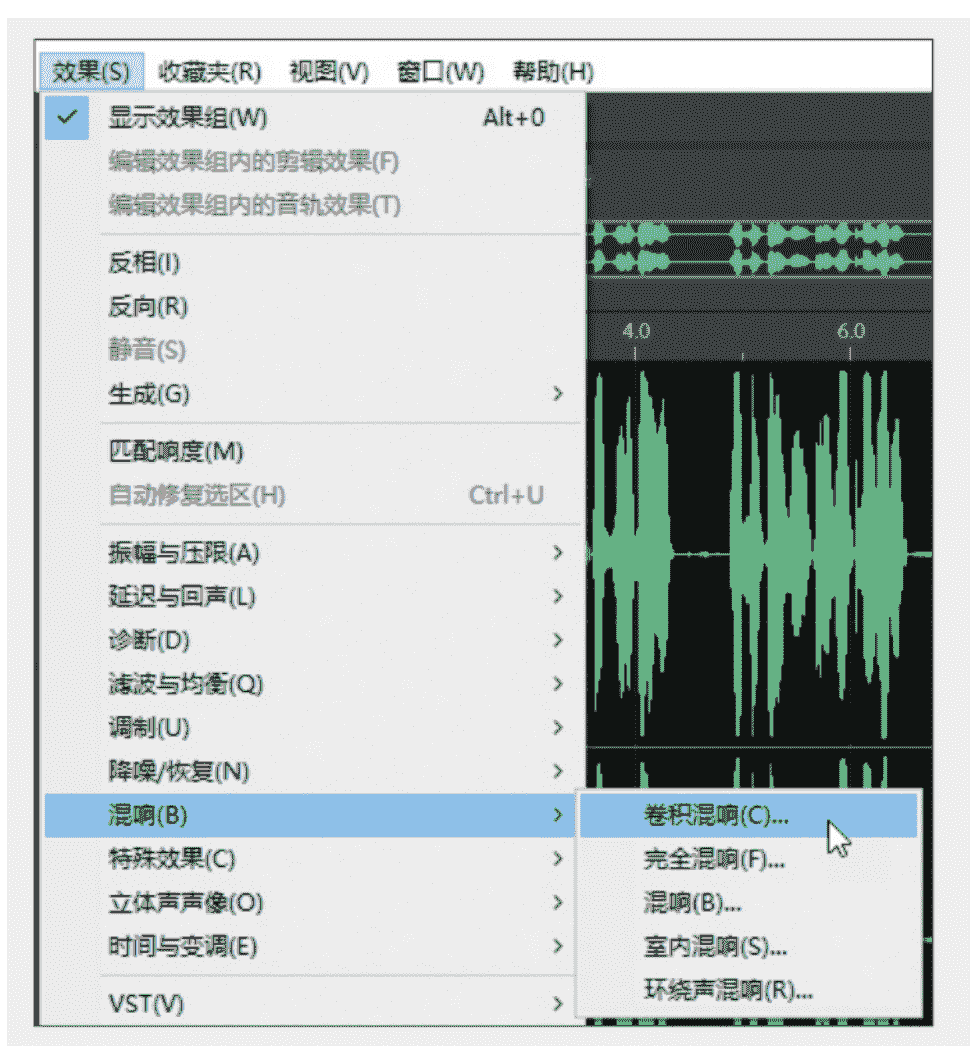 效果(S) 收藏夹(R) 视图(V) 窗口(W) 帮助(H)
显示效果组(W) Alt+0
编辑效果组内的剪辑效果(F)
编辑效果组内的音轨效果(T)
反相(I)
反向(R)
4.0 6.0
静音(S)
生成(G)
匹配响度(M)
自动修复选区(H) Ctrl+U
振幅与压限(A)
延迟与回声(L)
诊断(D)
滤波与均衡(Q)
调制(U)
降噪/恢复(N)
混响(B) 卷积混响(C)...
特殊效果(C) 完全混响(F)...
立体声声像(O) 混响(B)...
时间与变调(E) 室内混响(S)...
环绕声混响(R)...
VST(V)